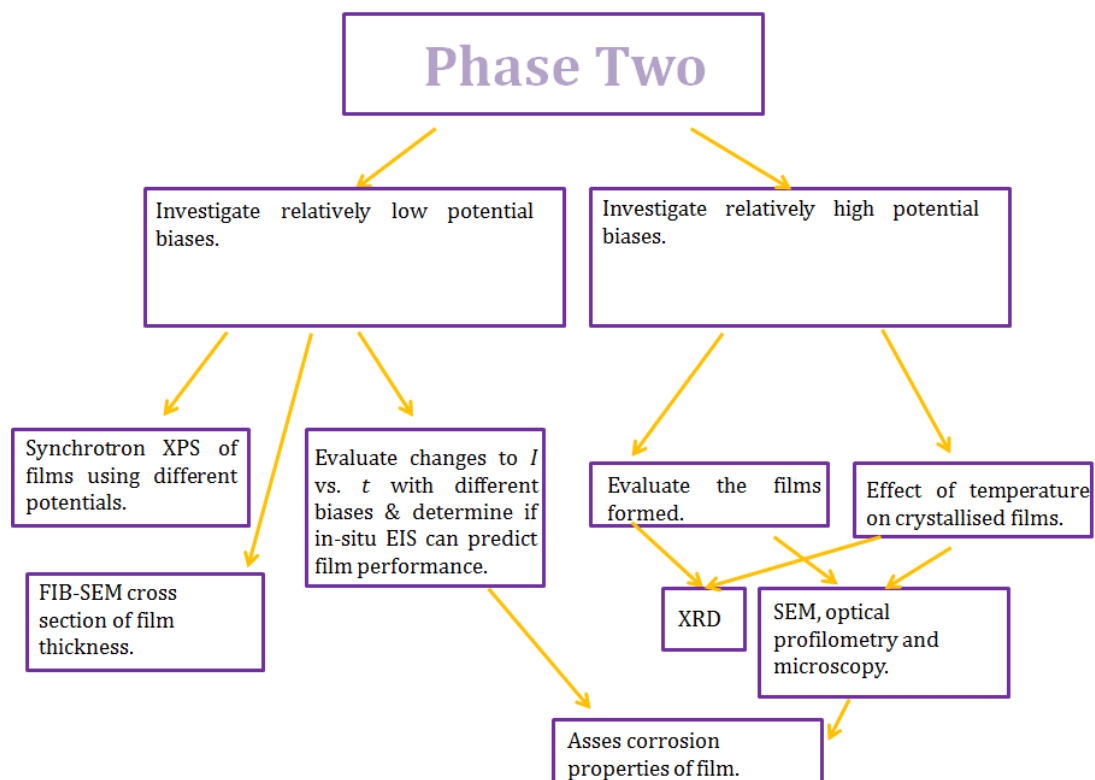 Phase Two
Investigate relatively low potential
biases.
Investigate relatively high potential
biases.
Synchrotron XPS of
films using different
potentials.
Evaluate changes to I
vs. t with different
biases & determine if
in-situ EIS can predict
film performance.
Evaluate the films
formed.
Effect of temperature
on crystallised films.
FIB-SEM cross
section of film
thickness.
XRD
SEM, optical
profilometry and
microscopy.
Asses corrosion
properties of film.